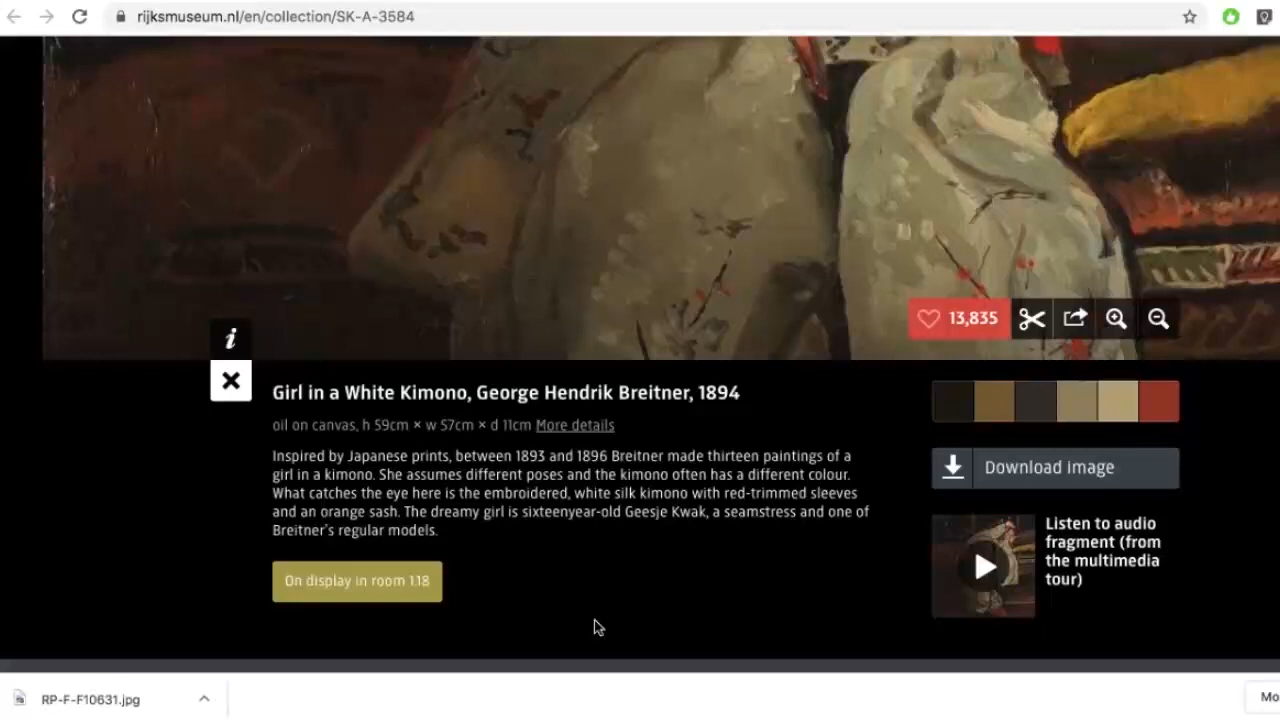 rijksmuseum.nl/en/collection/SK-A-3584
13,835
i
Girl in a White Kimono, George Hendrik Breitner, 1894
oil on canvas, h 59cm × w 57cm × d 11cm More details
Inspired by Japanese prints, between 1893 and 1896 Breitner made thirteen paintings of a
girl in a kimono. She assumes different poses and the kimono often has a different colour.
What catches the eye here is the embroidered, white silk kimono with red-trimmed sleeves
and an orange sash. The dreamy girl is sixteenyear-old Geesje Kwak, a seamstress and one of
Breitner's regular models.
On display in room 1.18
Download image
Listen to audio
fragment (from
the multimedia
tour)
RP-F-F10631.jpg
Mo